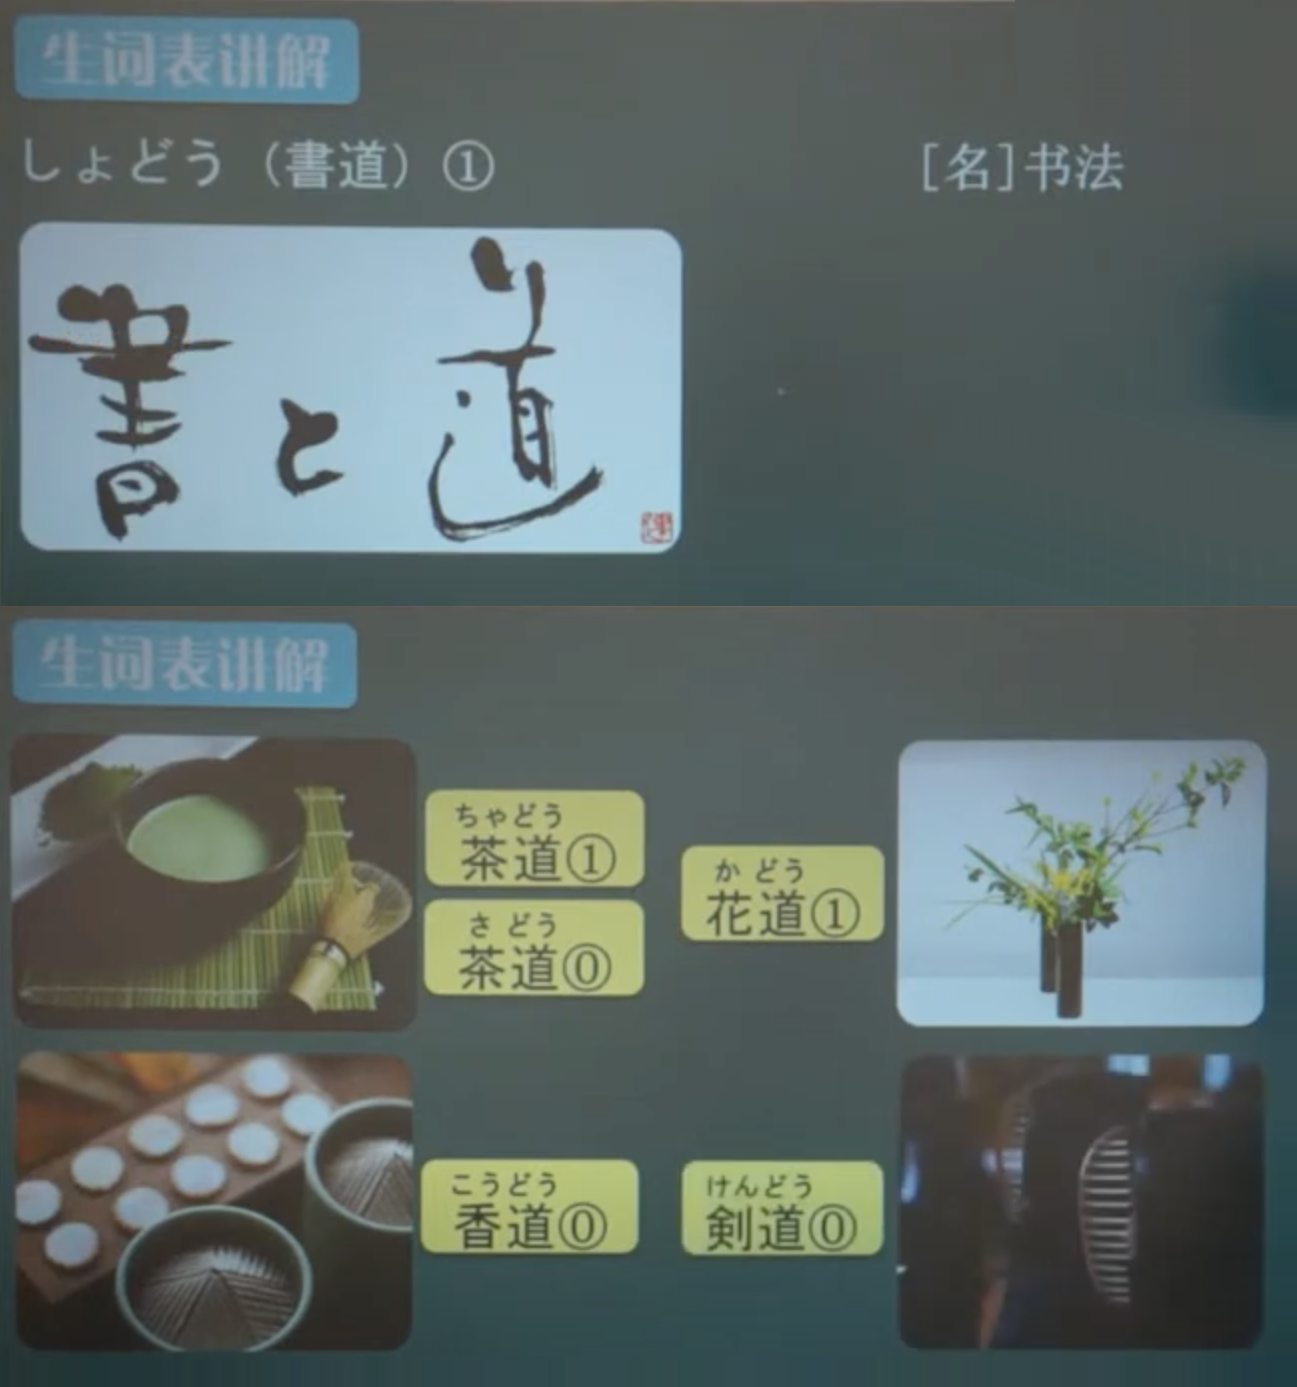 生词表讲解
しょどう（書道）①
[名]书法
書と道
生词表讲解
ちゃどう
茶道①
さどう
茶道⓪
かどう
花道①
こうどう
香道⓪
けんどう
剣道⓪